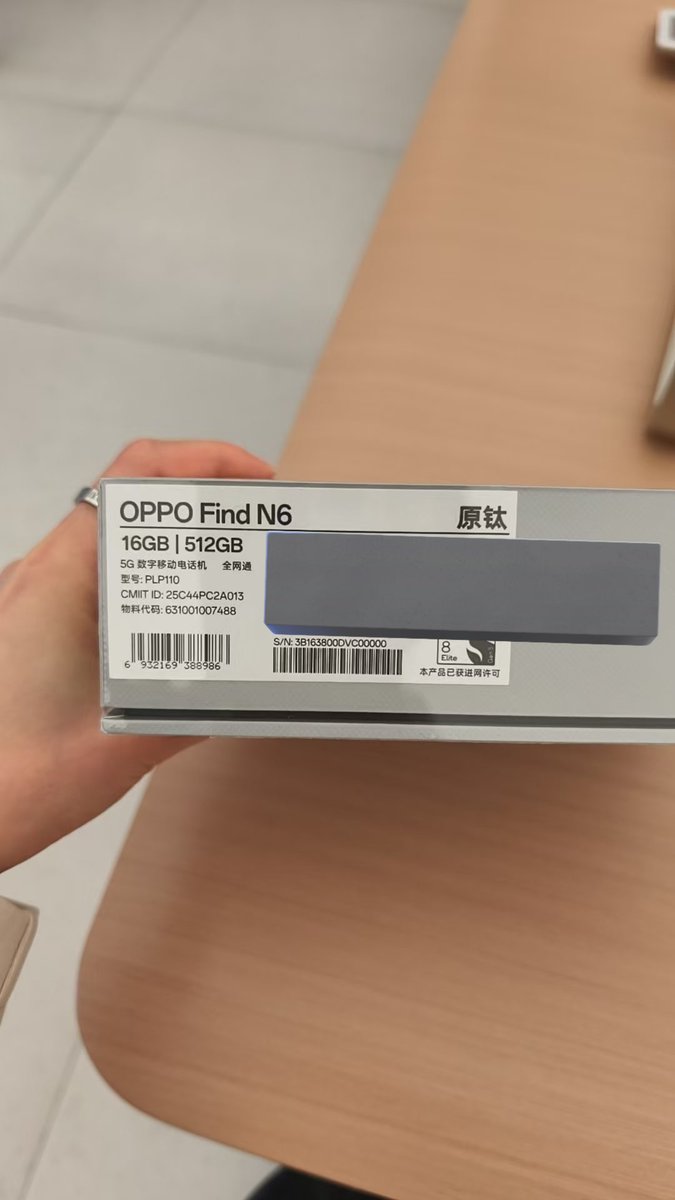 OPPO Find N6
原钛
16GB | 512GB
5G 数字移动电话机 全网通
型号: PLP110
CMIIT ID: 25C44PC2A013
物料代码: 631001007488
6 932169 388986
S/N: 3B163800DVC00000
8
Elite
本产品已获进网许可